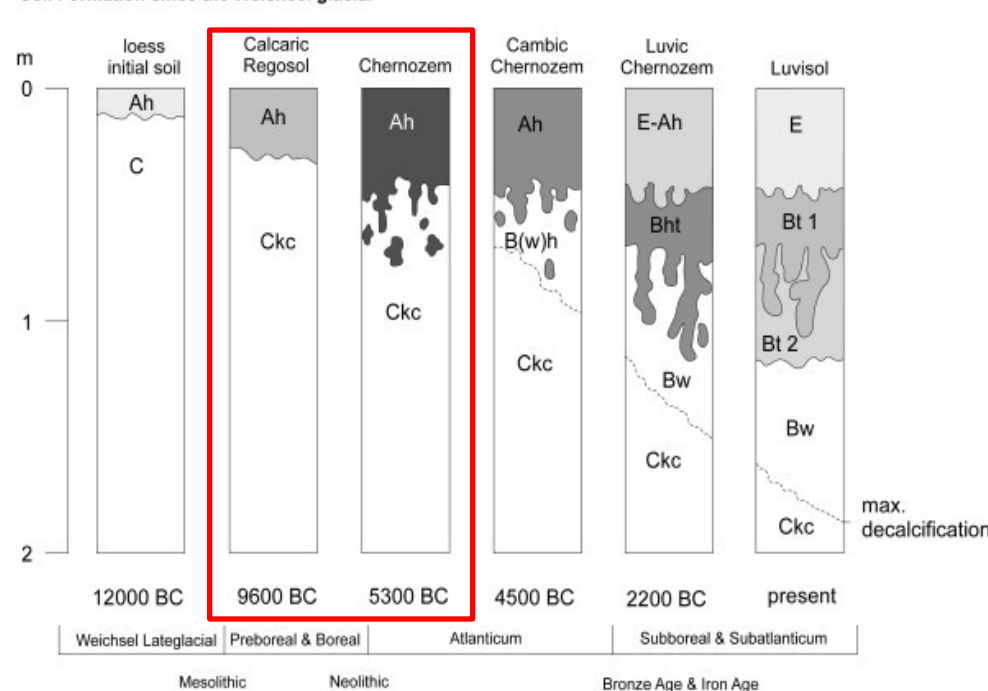 m
loess
initial soil
Calcaric
Regosol
Chernozem
Cambic
Chernozem
Luvic
Chernozem
Luvisol
0
1
2
Ah
C
Ah
Ckc
Ah
Ckc
Ah
B(w)h
Ckc
E-Ah
Bht
Bw
Ckc
E
Bt 1
Bt 2
Bw
Ckc
max.
decalcification
12000 BC
9600 BC
5300 BC
4500 BC
2200 BC
present
Weichsel Lateglacial
Preboreal & Boreal
Atlanticum
Subboreal & Subatlanticum
Mesolithic
Neolithic
Bronze Age & Iron Age